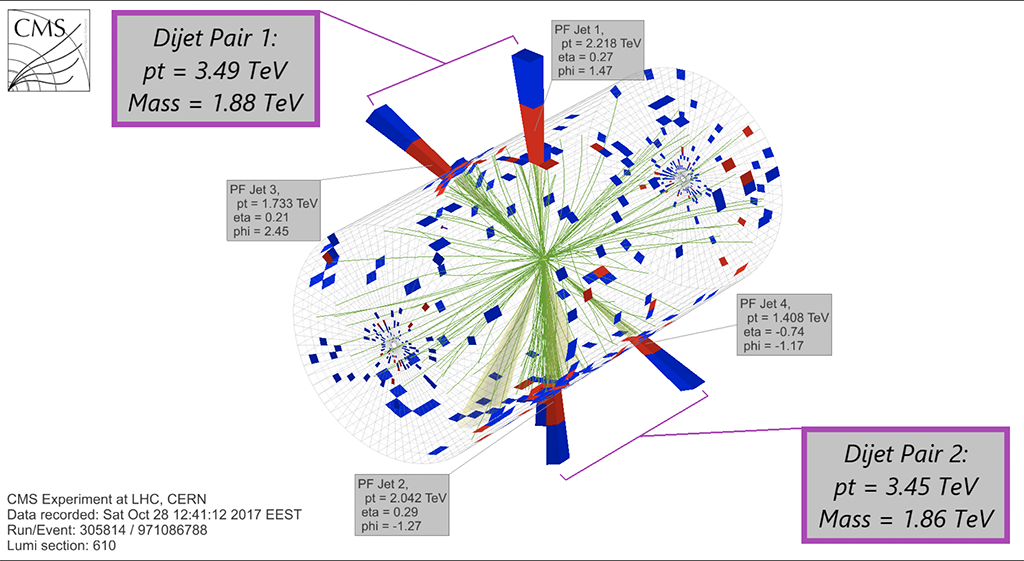 CMS
Dijet Pair 1:
pt = 3.49 TeV
Mass = 1.88 TeV
PF Jet 1,
pt = 2.218 TeV
eta = 0.27
phi = 1.47
PF Jet 3,
pt = 1.733 TeV
eta = 0.21
phi = 2.45
PF Jet 4,
pt = 1.408 TeV
eta = -0.74
phi = -1.17
Dijet Pair 2:
pt = 3.45 TeV
Mass = 1.86 TeV
PF Jet 2,
pt = 2.042 TeV
eta = 0.29
phi = -1.27
CMS Experiment at LHC, CERN
Data recorded: Sat Oct 28 12:41:12 2017 EEST
Run/Event: 305814 / 971086788
Lumi section: 610